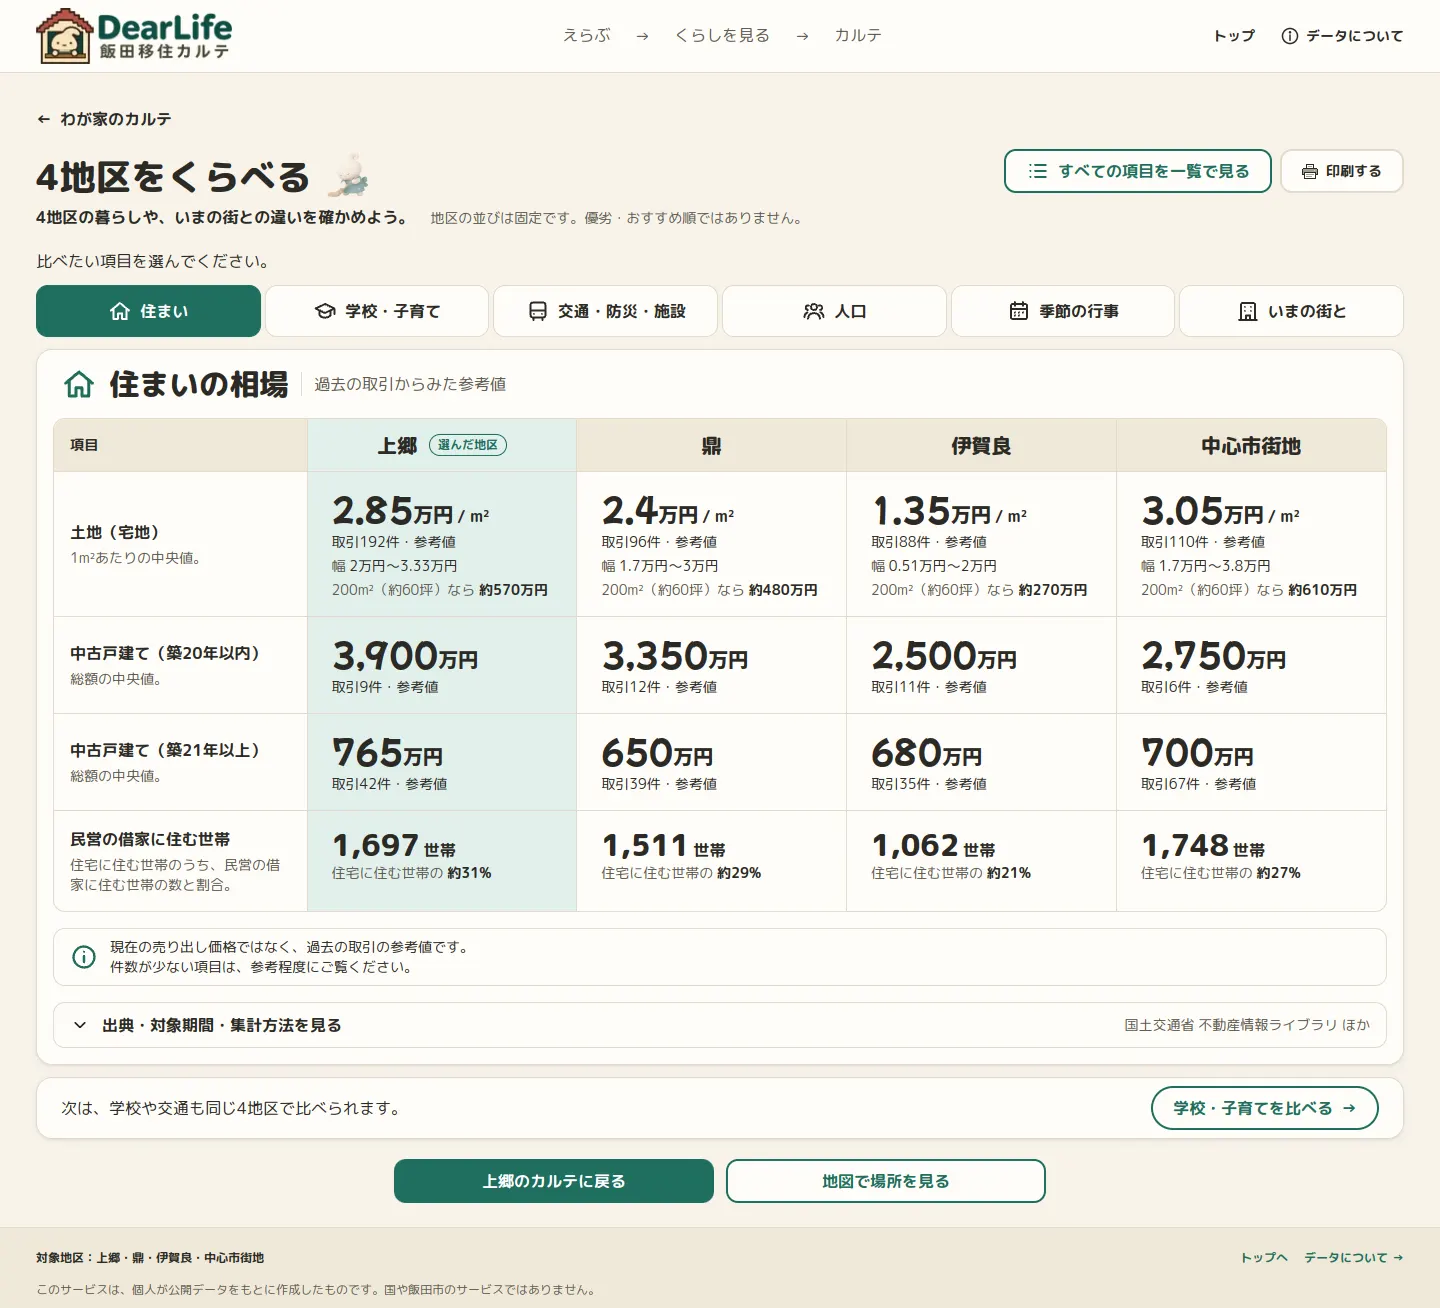 DearLife
飯田移住カルテ
えらぶ → くらしを見る → カルテ
トップ データについて
← わが家のカルテ
4地区をくらべる
すべての項目を一覧で見る 印刷する
4地区の暮らしや、いまの街との違いを確かめよう。 地区の並びは固定です。優劣・おすすめ順ではありません。
比べたい項目を選んでください。
住まい 学校・子育て 交通・防災・施設 人口 季節の行事 いまの街と
住まいの相場 過去の取引からみた参考値
項目 上郷 選んだ地区 鼎 伊賀良 中心市街地
土地（宅地）
1m²あたりの中央値。
2.85万円 / m²
取引192件・参考値
幅 2万円〜3.33万円
200m²（約60坪）なら 約570万円
2.4万円 / m²
取引96件・参考値
幅 1.7万円〜3万円
200m²（約60坪）なら 約480万円
1.35万円 / m²
取引88件・参考値
幅 0.51万円〜2万円
200m²（約60坪）なら 約270万円
3.05万円 / m²
取引110件・参考値
幅 1.7万円〜3.8万円
200m²（約60坪）なら 約610万円
中古戸建て（築20年以内）
総額の中央値。
3,900万円
取引9件・参考値
3,350万円
取引12件・参考値
2,500万円
取引11件・参考値
2,750万円
取引6件・参考値
中古戸建て（築21年以上）
総額の中央値。
765万円
取引42件・参考値
650万円
取引39件・参考値
680万円
取引35件・参考値
700万円
取引67件・参考値
民営の借家に住む世帯
住宅に住む世帯のうち、民営の借
家に住む世帯の数と割合。
1,697 世帯
住宅に住む世帯の 約31%
1,511 世帯
住宅に住む世帯の 約29%
1,062 世帯
住宅に住む世帯の 約21%
1,748 世帯
住宅に住む世帯の 約27%
現在の売り出し価格ではなく、過去の取引の参考値です。
件数が少ない項目は、参考程度にご覧ください。
出典・対象期間・集計方法を見る 国土交通省 不動産情報ライブラリ ほか
次は、学校や交通も同じ4地区で比べられます。 学校・子育てを比べる →
上郷のカルテに戻る 地図で場所を見る
対象地区：上郷・鼎・伊賀良・中心市街地 トップへ データについて →
このサービスは、個人が公開データをもとに作成したものです。国や飯田市のサービスではありません。